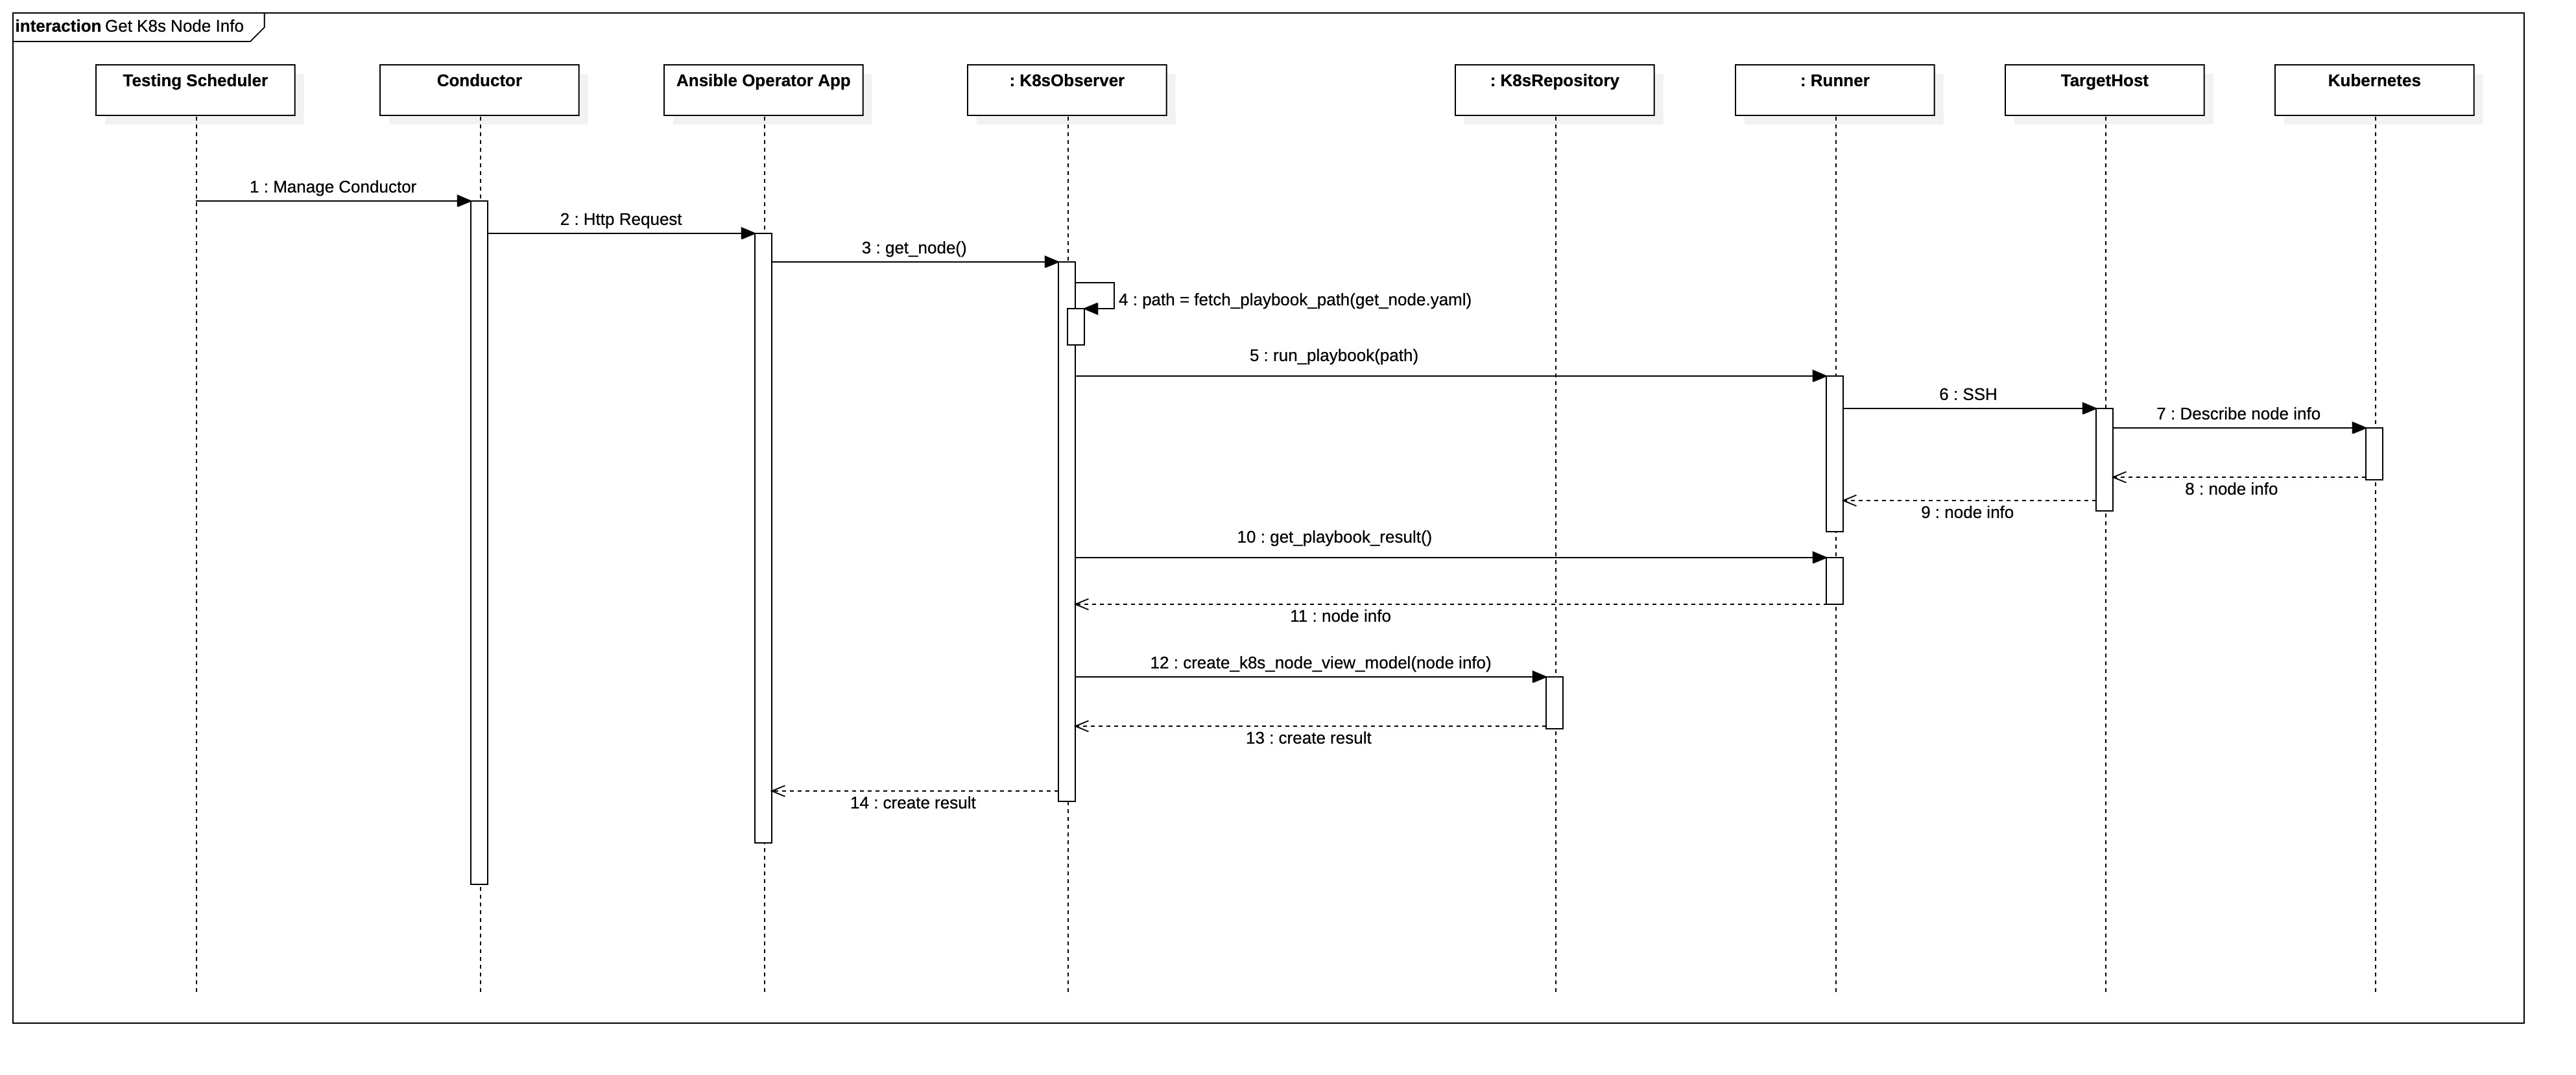 interaction Get K8s Node Info
Testing Scheduler
Conductor
Ansible Operator App
: K8sObserver
: K8sRepository
: Runner
TargetHost
Kubernetes
1 : Manage Conductor
2 : Http Request
3 : get_node()
4 : path = fetch_playbook_path(get_node.yaml)
5 : run_playbook(path)
6 : SSH
7 : Describe node info
8 : node info
9 : node info
10 : get_playbook_result()
11 : node info
12 : create_k8s_node_view_model(node info)
13 : create result
14 : create result